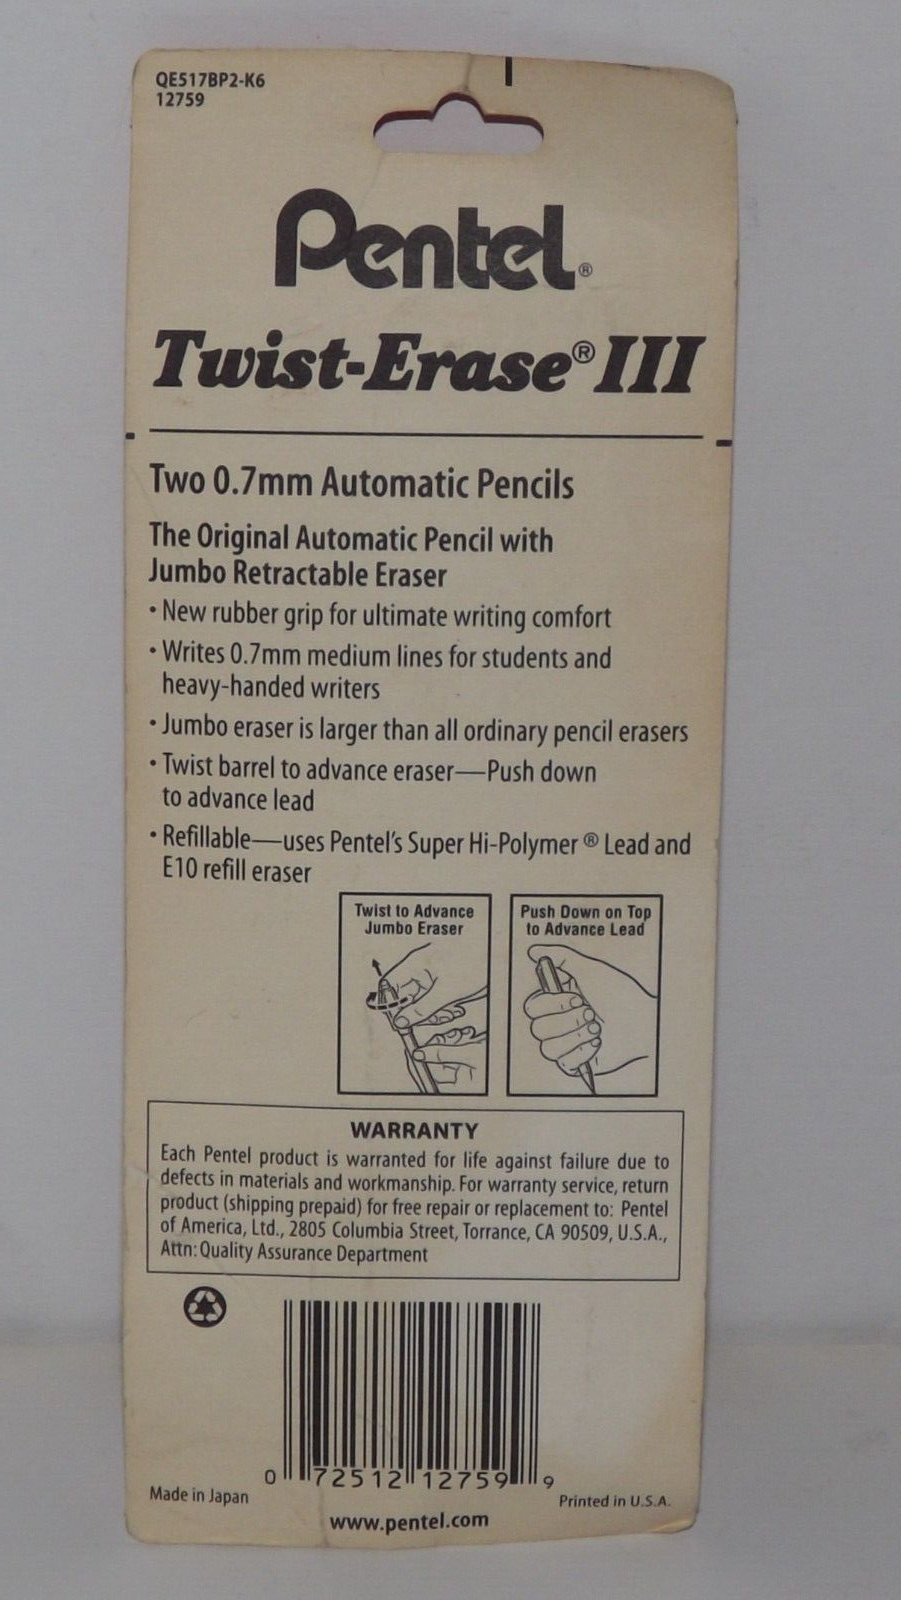 QE517BP2-K6
12759
Pentel®
Twist-Erase® III
Two 0.7mm Automatic Pencils
The Original Automatic Pencil with
Jumbo Retractable Eraser
• New rubber grip for ultimate writing comfort
• Writes 0.7mm medium lines for students and
heavy-handed writers
• Jumbo eraser is larger than all ordinary pencil erasers
• Twist barrel to advance eraser—Push down
to advance lead
• Refillable—uses Pentel's Super Hi-Polymer ® Lead and
E10 refill eraser
Twist to Advance
Jumbo Eraser
Push Down on Top
to Advance Lead
WARRANTY
Each Pentel product is warranted for life against failure due to
defects in materials and workmanship. For warranty service, return
product (shipping prepaid) for free repair or replacement to: Pentel
of America, Ltd., 2805 Columbia Street, Torrance, CA 90509, U.S.A.,
Attn: Quality Assurance Department
0 72512 12759 9
Made in Japan
Printed in U.S.A.
www.pentel.com